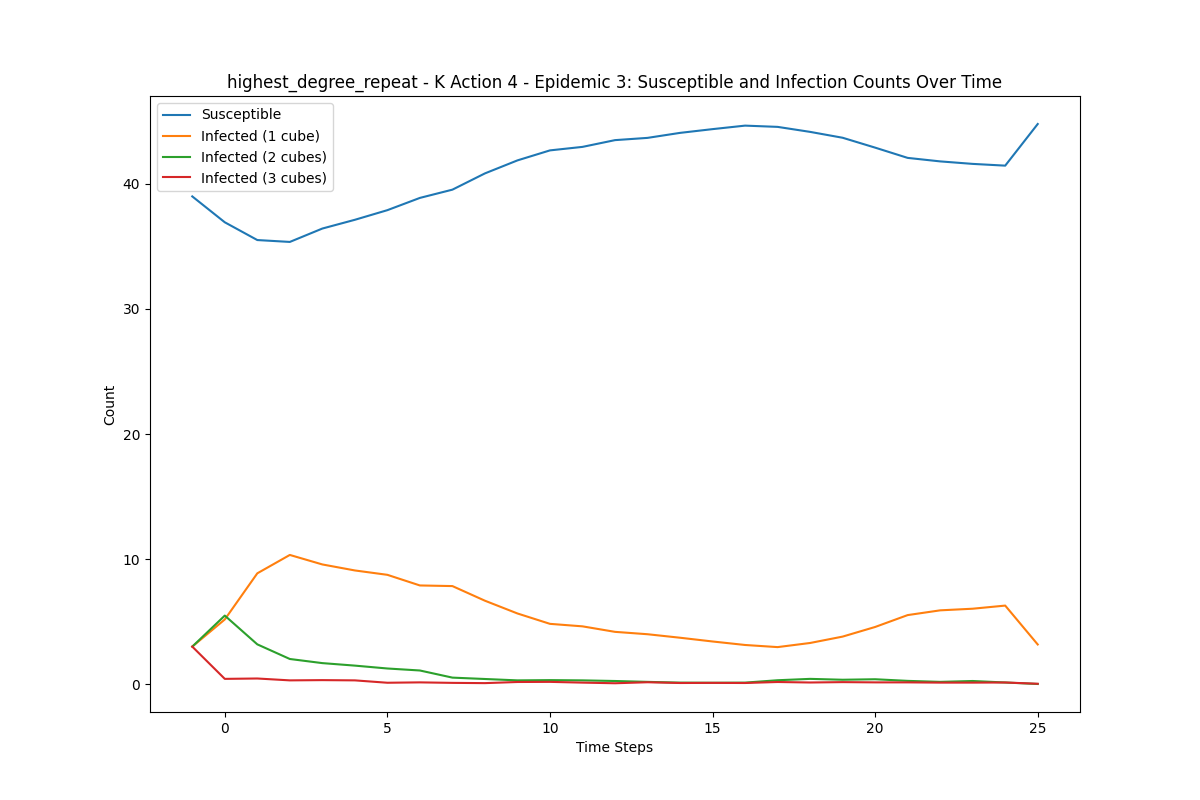 highest_degree_repeat - K Action 4 - Epidemic 3: Susceptible and Infection Counts Over Time
Susceptible
Infected (1 cube)
Infected (2 cubes)
Infected (3 cubes)
Count
40
30
20
10
0
0 5 10 15 20 25
Time Steps